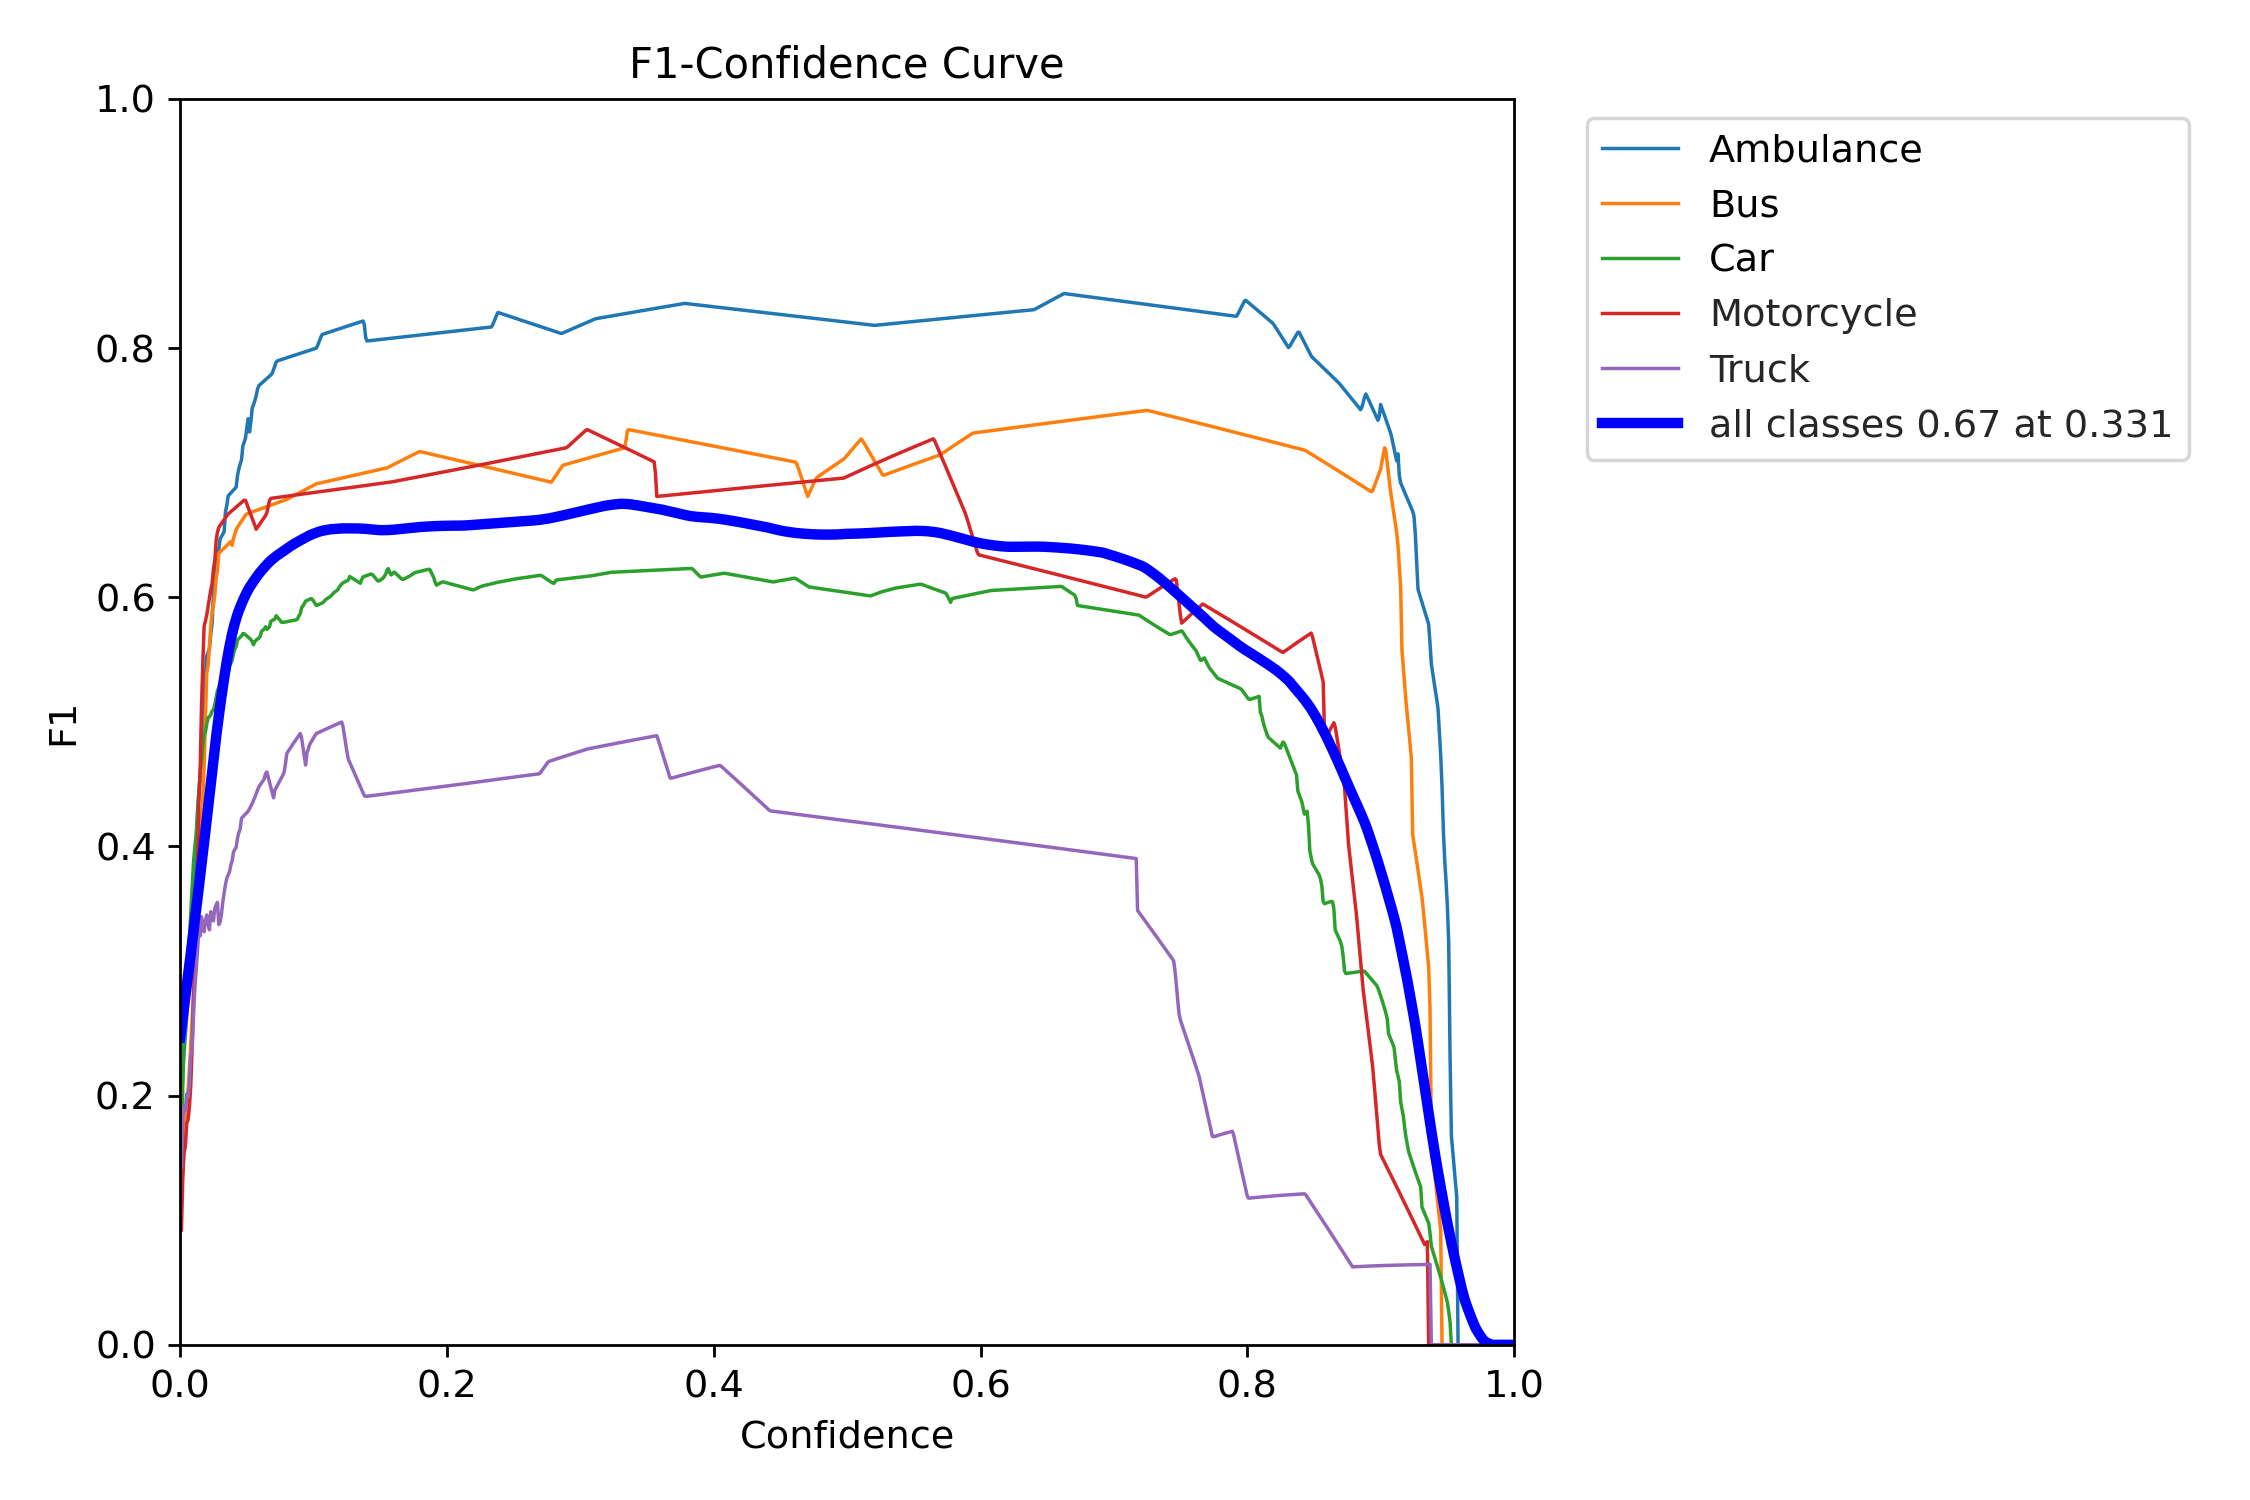 F1-Confidence Curve
1.0
0.8
0.6
0.4
0.2
0.0
F1
0.0 0.2 0.4 0.6 0.8 1.0
Confidence
Ambulance
Bus
Car
Motorcycle
Truck
all classes 0.67 at 0.331